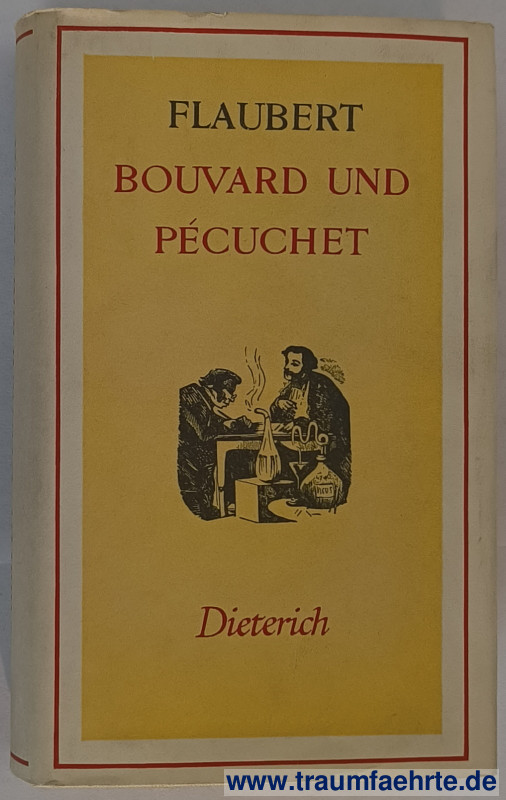 FLAUBERT
BOUVARD UND
PÉCUCHET
Dieterich
www.traumfaehrte.de